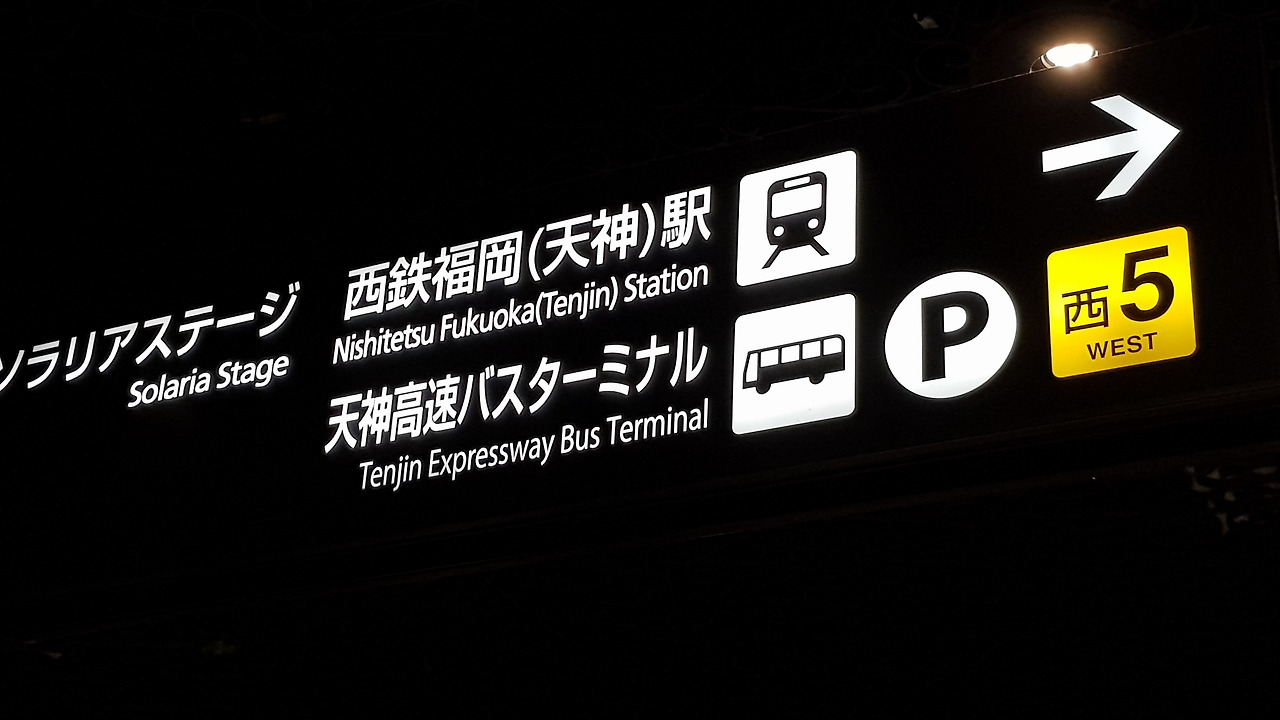 ソラリアステージ
Solaria Stage
西鉄福岡(天神)駅
Nishitetsu Fukuoka(Tenjin) Station
天神高速バスターミナル
Tenjin Expressway Bus Terminal
P
西5
WEST